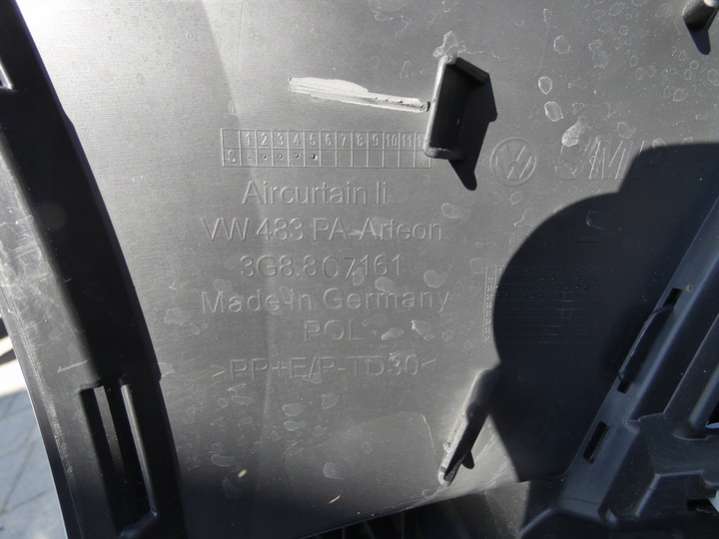 1 2 3 4 5 6 7 8 9 10 11
Aircurtain li.
VW 483 PA-Arteon
3G8.807161
Made in Germany
POL
>PP+E/P-TD30<